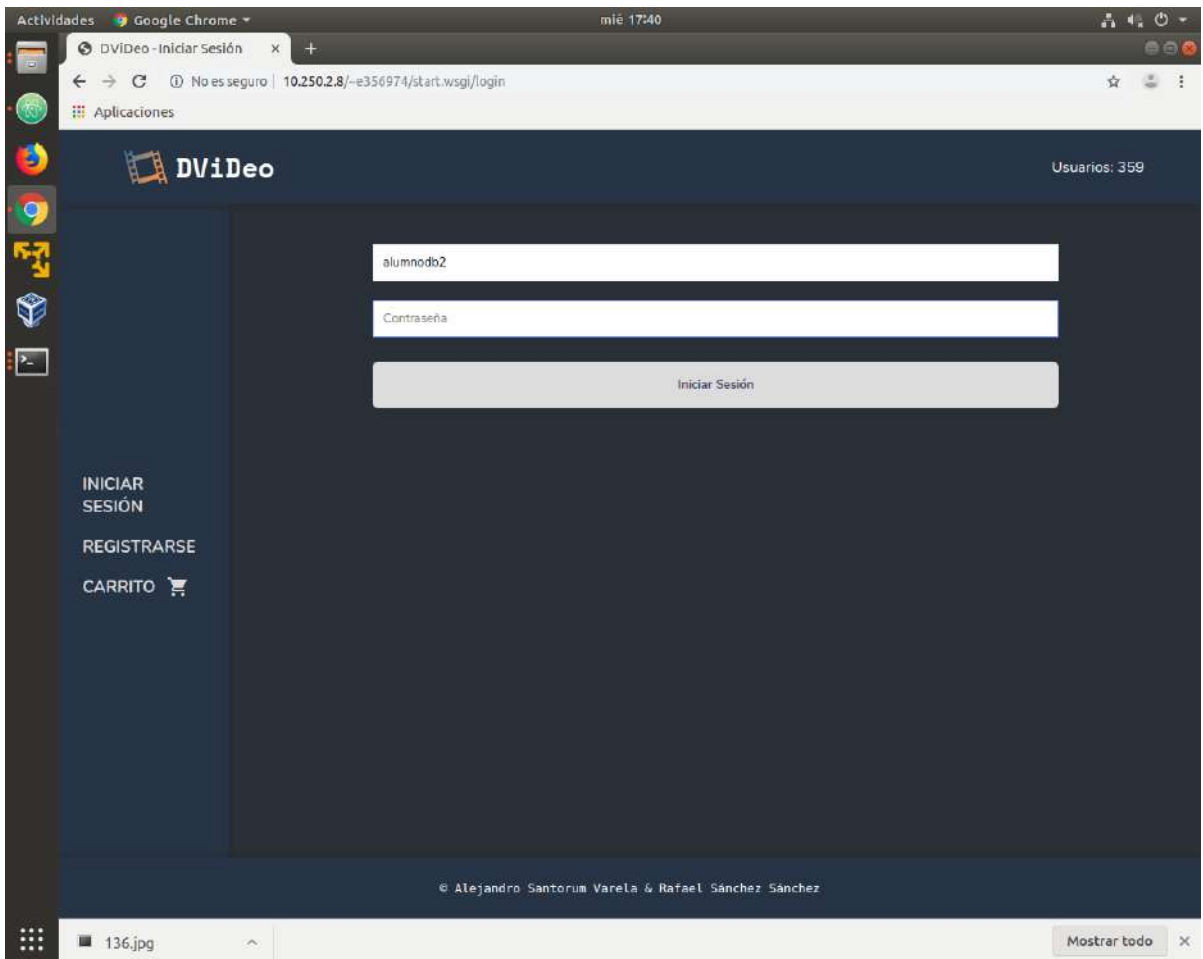 Actividades Google Chrome mié 17:40
DViDeo - Iniciar Sesión
No es seguro 10.250.2.8/~e356974/start.wsgi/login
Aplicaciones
DViDeo Usuarios: 359
alumnodb2
Contraseña
Iniciar Sesión
INICIAR
SESIÓN
REGISTRARSE
CARRITO
© Alejandro Santorum Varela & Rafael Sánchez Sánchez
136.jpg Mostrar todo